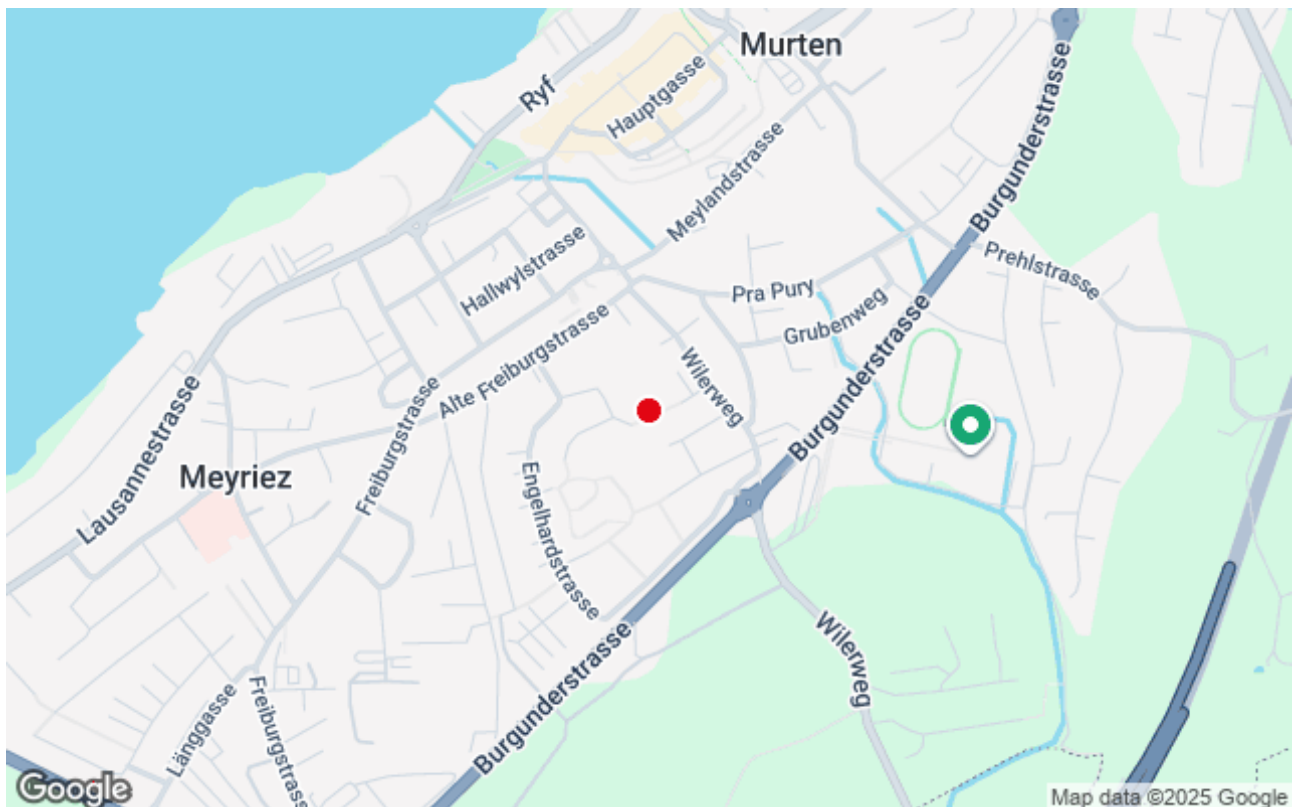 Murten
Ryf
Hauptgasse
Burgunderstrasse
Meylandstrasse
Prehlstrasse
Hallwylstrasse
Pra Pury
Grubenweg
Alte Freiburgstrasse
Wilerweg
Burgunderstrasse
Lausannestrasse
Freiburgstrasse
Meyriez
Engelhardstrasse
Wilerweg
Burgunderstrasse
Länggasse
Freiburgstrass
Google
Map data ©2025 Google